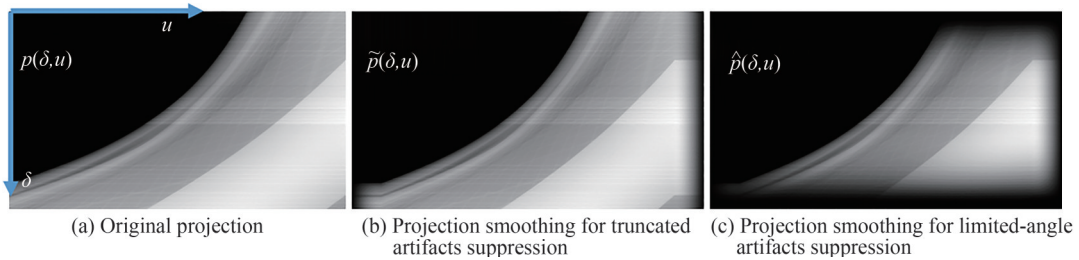 u
p(δ,u)
δ
p̃(δ,u)
p̂(δ,u)
(a) Original projection
(b) Projection smoothing for truncated
artifacts suppression
(c) Projection smoothing for limited-angle
artifacts suppression